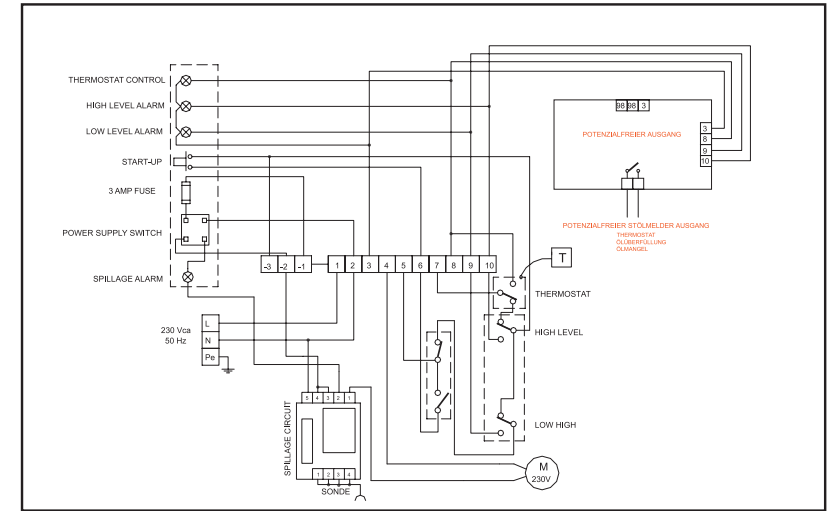 THERMOSTAT CONTROL
HIGH LEVEL ALARM
LOW LEVEL ALARM
START-UP
3 AMP FUSE
POWER SUPPLY SWITCH
SPILLAGE ALARM
98 98 3
POTENZIALFREIER AUSGANG
3
8
9
10
POTENZIALFREIER STÖLMELDER AUSGANG
THERMOSTAT
ÖLÜBERFÜLLUNG
ÖLMANGEL
-3 -2 -1 1 2 3 4 5 6 7 8 9 10
T
THERMOSTAT
HIGH LEVEL
LOW HIGH
230 Vca
50 Hz
L
N
Pe
5 4 3 2 1
SPILLAGE CIRCUIT
1 2 3 4
SONDE
M
230V